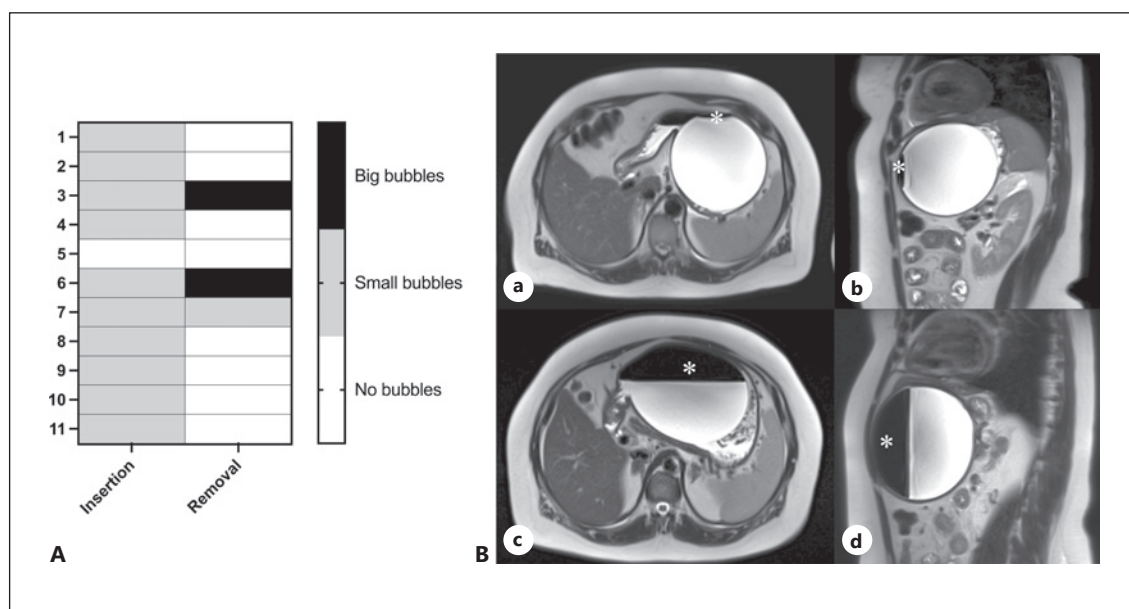 1
2
3
4
5
6
7
8
9
10
11
Insertion
Removal
Big bubbles
Small bubbles
No bubbles
A
B
a
*
b
*
c
*
d
*